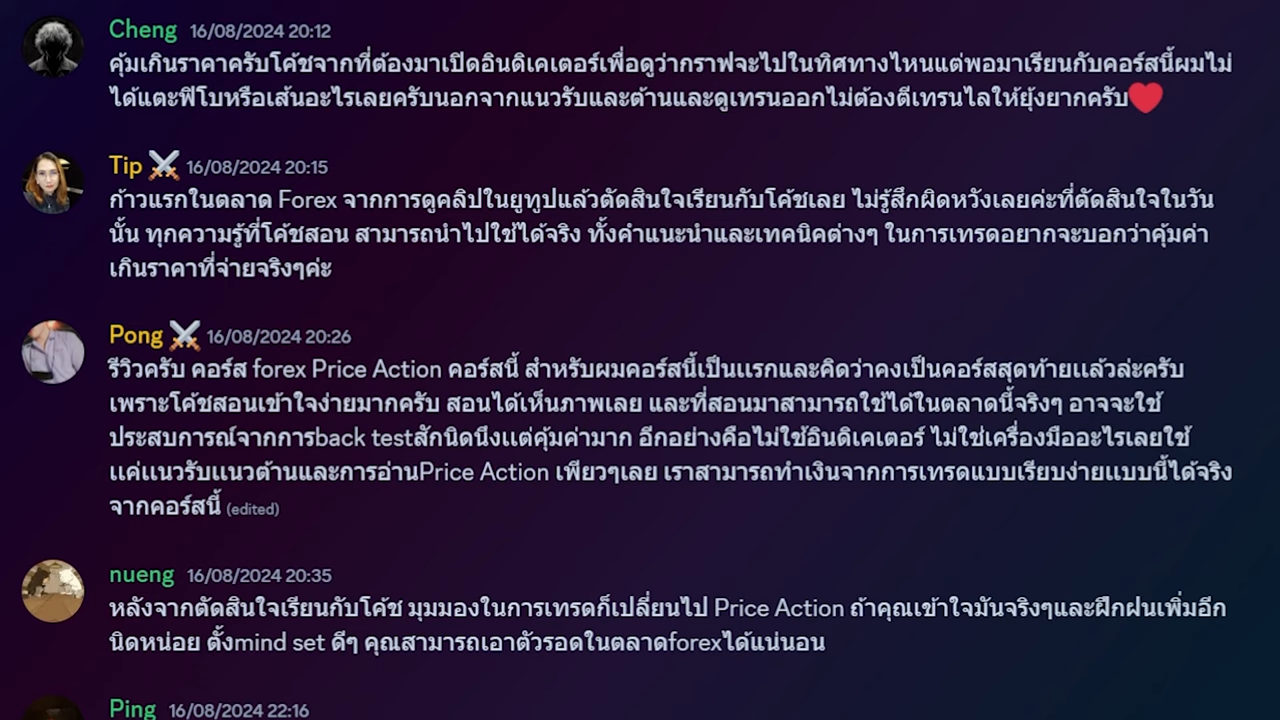 Cheng 16/08/2024 20:12
คุ้มเกินราคาครับโค้ชจากที่ต้องมาเปิดอินดิเคเตอร์เพื่อดูว่ากราฟจะไปในทิศทางไหนแต่พอมาเรียนกับคอร์สนี้ผมไม่
ได้แตะฟิโบหรือเส้นอะไรเลยครับนอกจากแนวรับและต้านและดูเทรนออกไม่ต้องตีเทรนไลให้ยุ้งยากครับ❤️
Tip ⚔️ 16/08/2024 20:15
ก้าวแรกในตลาด Forex จากการดูคลิปในยูทูปแล้วตัดสินใจเรียนกับโค้ชเลย ไม่รู้สึกผิดหวังเลยค่ะที่ตัดสินใจในวัน
นั้น ทุกความรู้ที่โค้ชสอน สามารถนำไปใช้ได้จริง ทั้งคำแนะนำและเทคนิคต่างๆ ในการเทรดอยากจะบอกว่าคุ้มค่า
เกินราคาที่จ่ายจริงๆค่ะ
Pong ⚔️ 16/08/2024 20:26
รีวิวครับ คอร์ส forex Price Action คอร์สนี้ สำหรับผมคอร์สนี้เป็นแรกและคิดว่าคงเป็นคอร์สสุดท้ายแล้วล่ะครับ
เพราะโค้ชสอนเข้าใจง่ายมากครับ สอนได้เห็นภาพเลย และที่สอนมาสามารถใช้ได้ในตลาดนี้จริงๆ อาจจะใช้
ประสบการณ์จากการback testสักนิดนึงแต่คุ้มค่ามาก อีกอย่างคือไม่ใช้อินดิเคเตอร์ ไม่ใช่เครื่องมืออะไรเลยใช้
แค่แนวรับแนวต้านและการอ่านPrice Action เพียวๆเลย เราสามารถทำเงินจากการเทรดแบบเรียบง่ายแบบนี้ได้จริง
จากคอร์สนี้ (edited)
nueng 16/08/2024 20:35
หลังจากตัดสินใจเรียนกับโค้ช มุมมองในการเทรดก็เปลี่ยนไป Price Action ถ้าคุณเข้าใจมันจริงๆและฝึกฝนเพิ่มอีก
นิดหน่อย ตั้งmind set ดีๆ คุณสามารถเอาตัวรอดในตลาดforexได้แน่นอน
Ping 16/08/2024 22:16